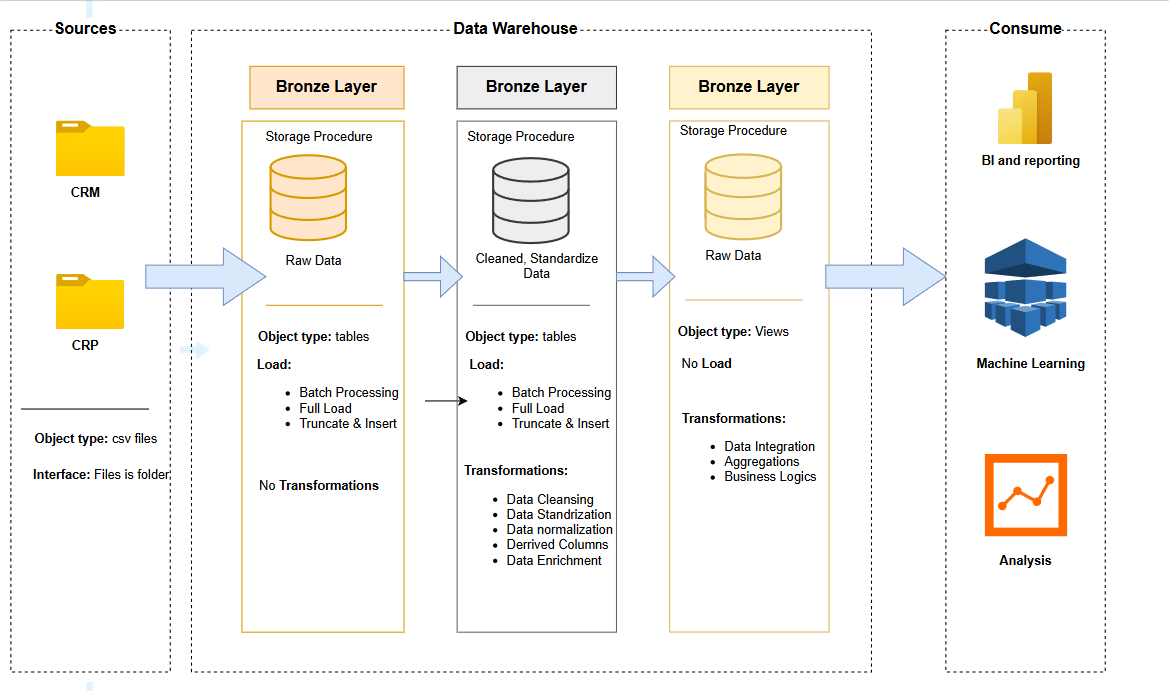 Sources
CRM
CRP
Object type: csv files
Interface: Files is folder
Data Warehouse
Bronze Layer
Storage Procedure
Raw Data
Object type: tables
Load:
Batch Processing
Full Load
Truncate & Insert
No Transformations
Bronze Layer
Storage Procedure
Cleaned, Standardize
Data
Object type: tables
Load:
Batch Processing
Full Load
Truncate & Insert
Transformations:
Data Cleansing
Data Standrization
Data normalization
Derrived Columns
Data Enrichment
Bronze Layer
Storage Procedure
Raw Data
Object type: Views
No Load
Transformations:
Data Integration
Aggregations
Business Logics
Consume
BI and reporting
Machine Learning
Analysis